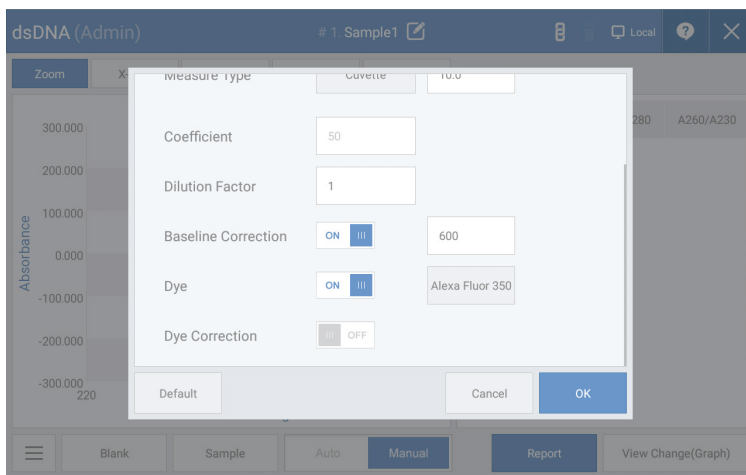 dsDNA (Admin)
# 1. Sample1
Local
?
Zoom
X-
Measure Type
Cuvette
10.0
280
A260/A230
Coefficient
50
Dilution Factor
1
Baseline Correction
ON
600
Dye
ON
Alexa Fluor 350
Dye Correction
OFF
Default
Cancel
OK
Absorbance
300.000
200.000
100.000
0.000
-100.000
-200.000
-300.000
220
Blank
Sample
Auto
Manual
Report
View Change(Graph)